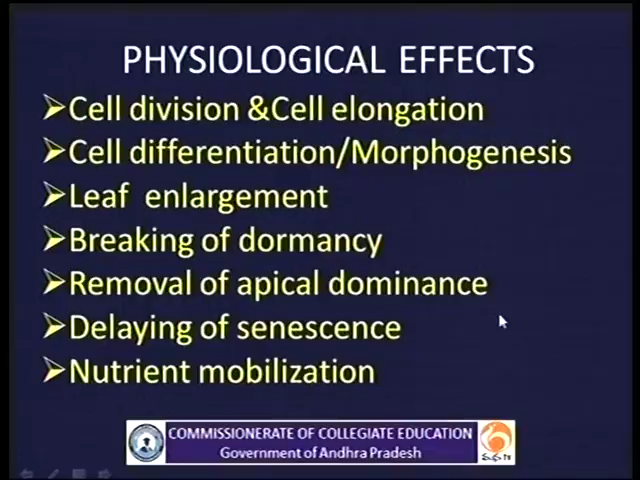 PHYSIOLOGICAL EFFECTS
Cell division &Cell elongation
Cell differentiation/Morphogenesis
Leaf enlargement
Breaking of dormancy
Removal of apical dominance
Delaying of senescence
Nutrient mobilization
COMMISSIONERATE OF COLLEGIATE EDUCATION
Government of Andhra Pradesh